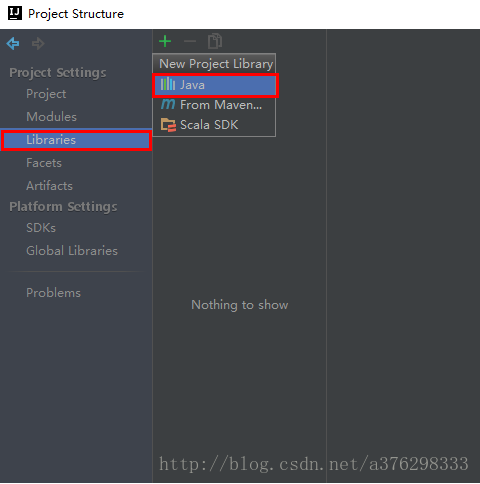 Project Structure
Project Settings
Project
Modules
Libraries
Facets
Artifacts
Platform Settings
SDKs
Global Libraries
Problems
New Project Library
Java
From Maven...
Scala SDK
Nothing to show
http://blog.csdn.net/a376298333